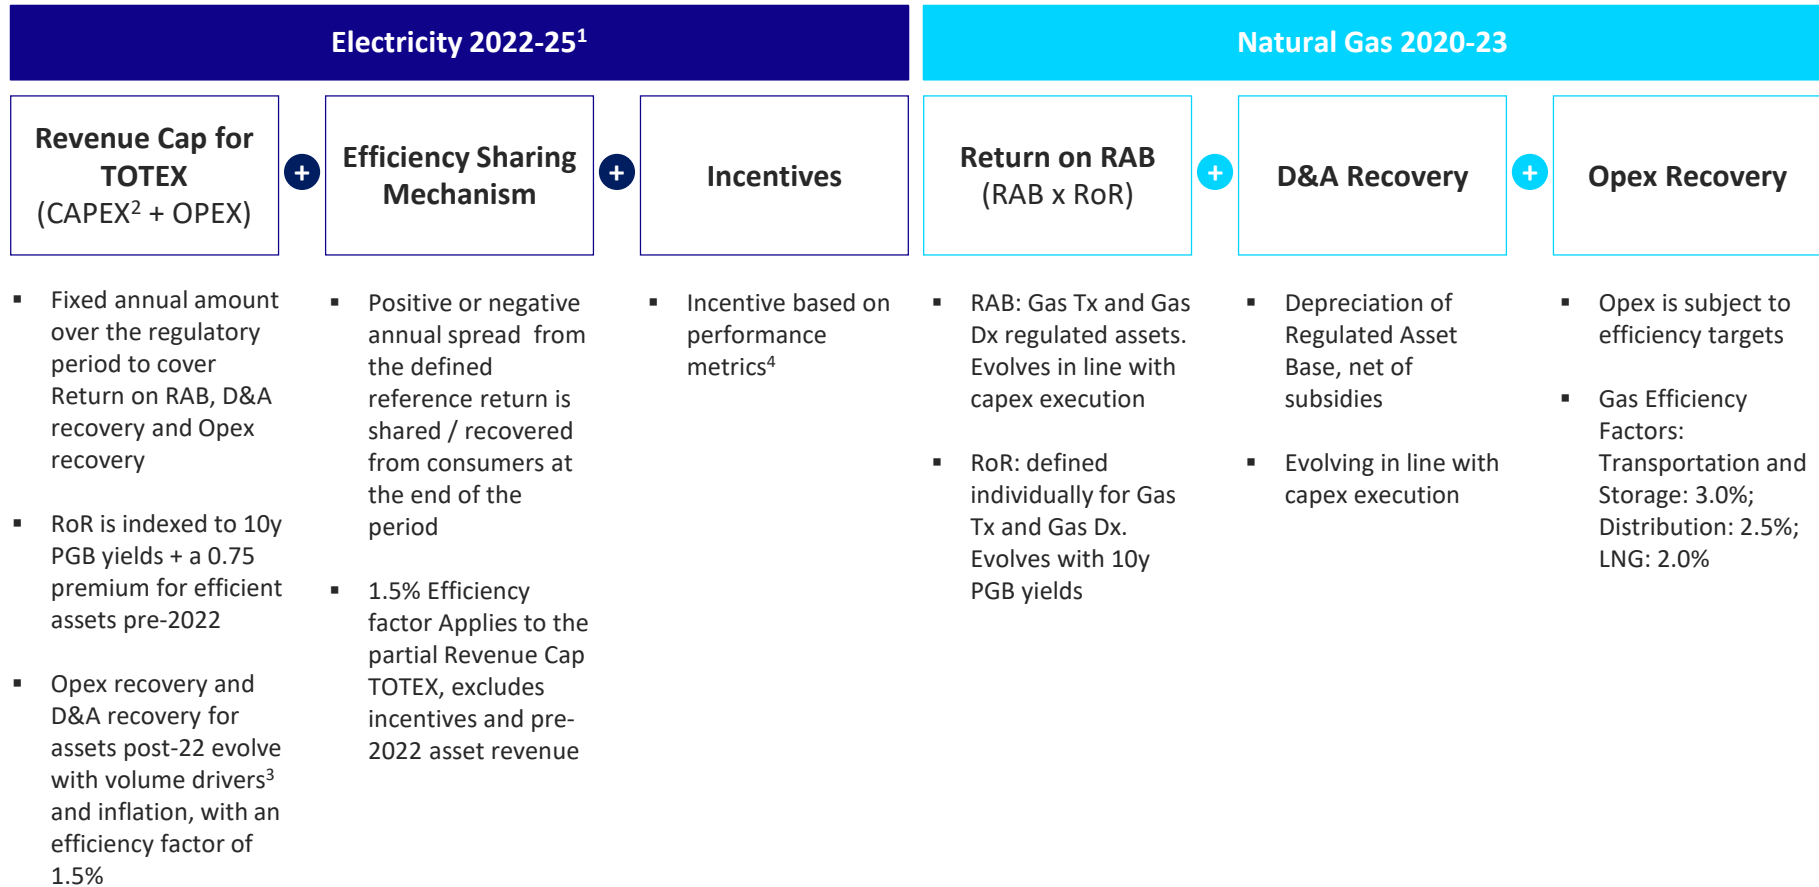 Electricity 2022-25¹
Natural Gas 2020-23
Revenue Cap for
TOTEX
(CAPEX² + OPEX)
+
Efficiency Sharing
Mechanism
+
Incentives
Return on RAB
(RAB x RoR)
+
D&A Recovery
+
Opex Recovery
▪ Fixed annual amount
over the regulatory
period to cover
Return on RAB, D&A
recovery and Opex
recovery
▪ RoR is indexed to 10y
PGB yields + a 0.75
premium for efficient
assets pre-2022
▪ Opex recovery and
D&A recovery for
assets post-22 evolve
with volume drivers³
and inflation, with an
efficiency factor of
1.5%
▪ Positive or negative
annual spread from
the defined
reference return is
shared / recovered
from consumers at
the end of the
period
▪ 1.5% Efficiency
factor Applies to the
partial Revenue Cap
TOTEX, excludes
incentives and pre-
2022 asset revenue
▪ Incentive based on
performance
metrics⁴
▪ RAB: Gas Tx and Gas
Dx regulated assets.
Evolves in line with
capex execution
▪ RoR: defined
individually for Gas
Tx and Gas Dx.
Evolves with 10y
PGB yields
▪ Depreciation of
Regulated Asset
Base, net of
subsidies
▪ Evolving in line with
capex execution
▪ Opex is subject to
efficiency targets
▪ Gas Efficiency
Factors:
Transportation and
Storage: 3.0%;
Distribution: 2.5%;
LNG: 2.0%